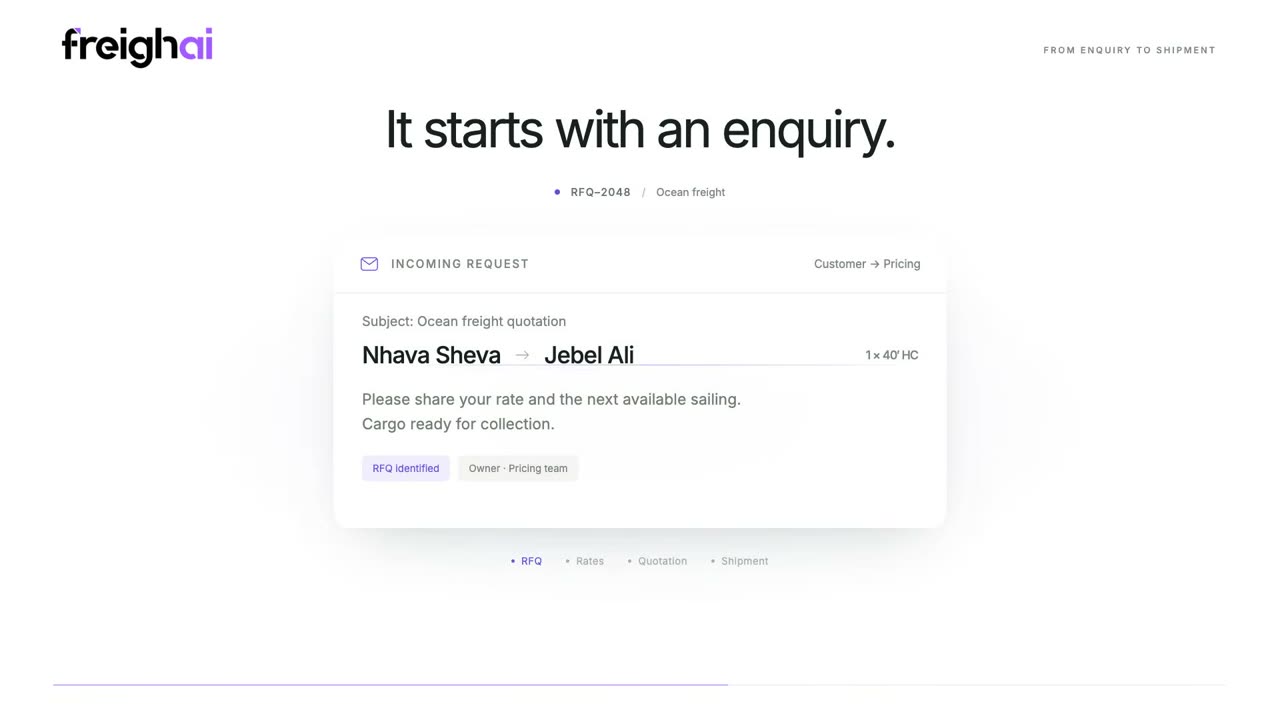 freighai
FROM ENQUIRY TO SHIPMENT
It starts with an enquiry.
RFQ–2048 / Ocean freight
INCOMING REQUEST
Customer → Pricing
Subject: Ocean freight quotation
Nhava Sheva → Jebel Ali
1 × 40' HC
Please share your rate and the next available sailing.
Cargo ready for collection.
RFQ identified
Owner · Pricing team
• RFQ • Rates • Quotation • Shipment